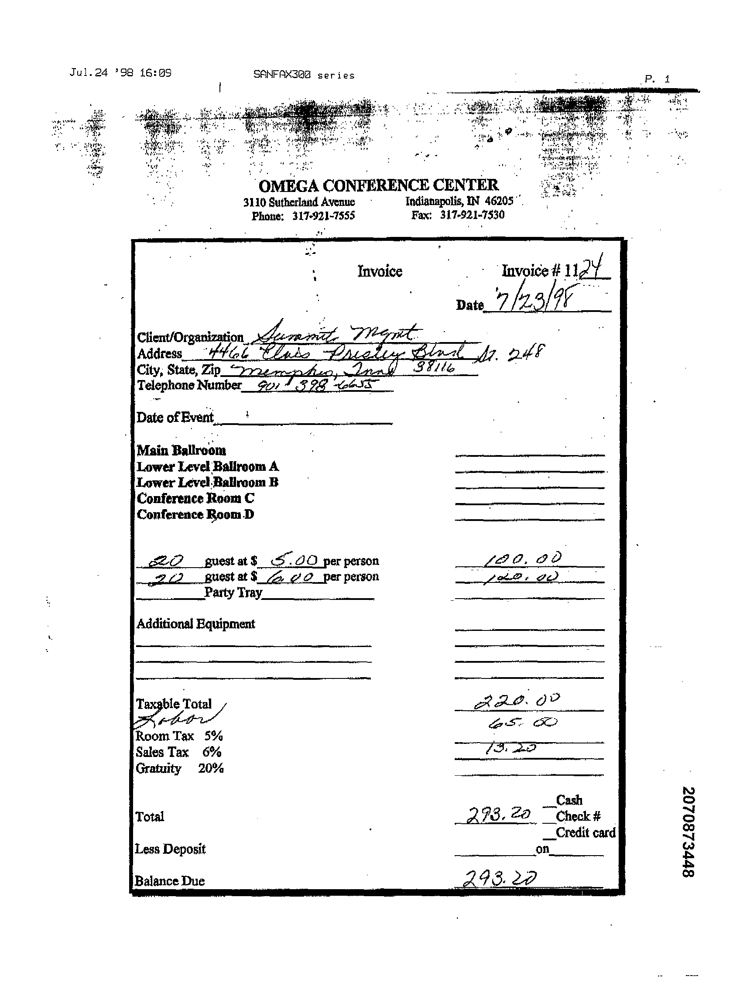 Jul.24 '98 16:09 SANFAX300 series P. 1
OMEGA CONFERENCE CENTER
3110 Sutherland Avenue Indianapolis, IN 46205
Phone: 317-921-7555 Fax: 317-921-7530
Invoice Invoice # 1124
Date 7/23/98
Client/Organization Summit Mgmt.
Address 4466 Elvis Presley Blvd St. 248
City, State, Zip Memphis, Tnn 38116
Telephone Number 901 398 6655
Date of Event
Main Ballroom
Lower Level Ballroom A
Lower Level Ballroom B
Conference Room C
Conference Room D
20 guest at $ 5.00 per person 100.00
20 guest at $ 6.00 per person 120.00
Party Tray
Additional Equipment
Taxable Total 220.00
Labor 65.00
Room Tax 5%
Sales Tax 6% 13.20
Gratuity 20%
Cash
Total 293.20 Check #
Credit card
Less Deposit on
Balance Due 293.20
2070873448